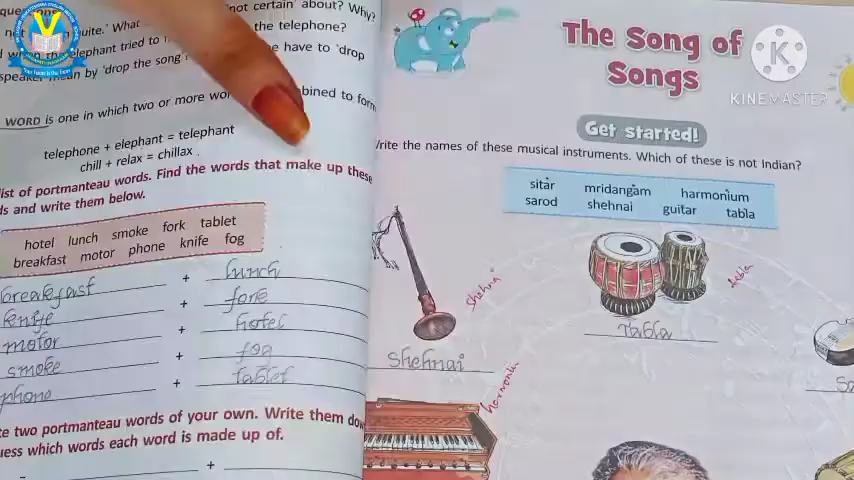 not certain' about? Why?
uite.' What
the telephone?
elephant tried to
have to 'drop
speaker mean by 'drop the song'
WORD is one in which two or more
bined to form
telephone + elephant = telephant
chill + relax = chillax
list of portmanteau words. Find the words that make up these
and write them below.
hotel lunch smoke fork tablet
breakfast motor phone knife fog
breakfast + lunch
knife + fork
motor + hotel
smoke + fog
phone + tablet
two portmanteau words of your own. Write them
which words each word is made up of.
+
The Song of
Songs
KINEMASTER
Get started!
Write the names of these musical instruments. Which of these is not Indian?
sitar mridangam harmonium
sarod shehnai guitar tabla
shehnai
tabla
Tabla
Shehnai